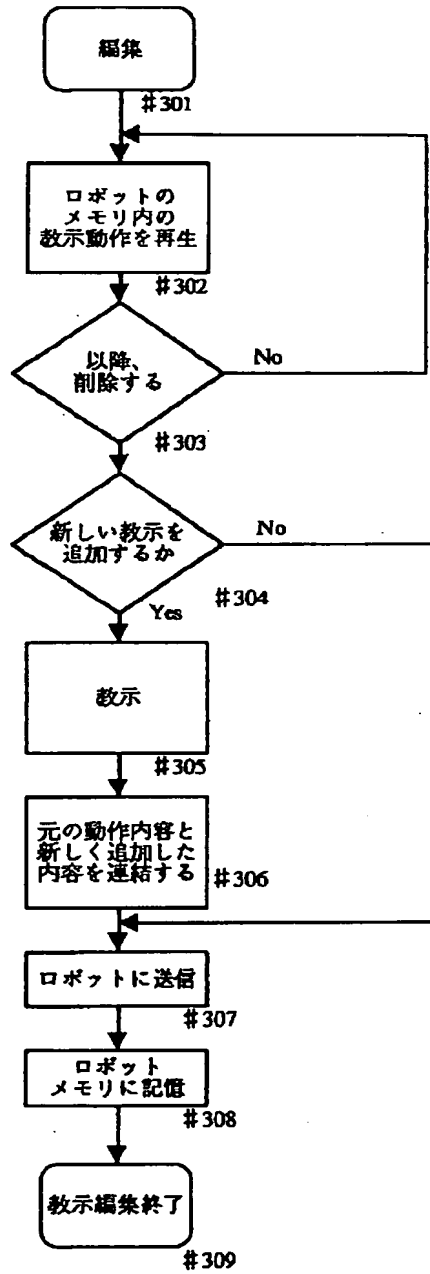 編集
#301
ロボットの
メモリ内の
教示動作を再生
#302
以降、
削除する
No
#303
新しい教示を
追加するか
No
Yes
#304
教示
#305
元の動作内容と
新しく追加した
内容を連結する
#306
ロボットに送信
#307
ロボット
メモリに記憶
#308
教示編集終了
#309